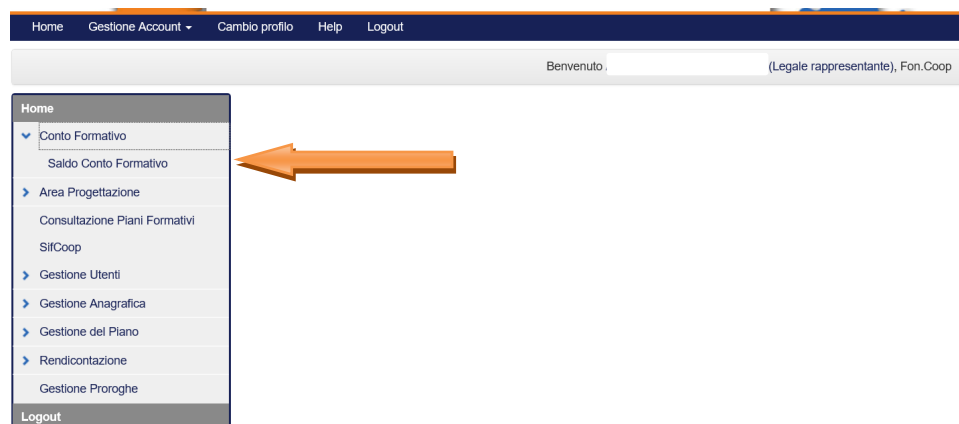 Home Gestione Account Cambio profilo Help Logout
Benvenuto (Legale rappresentante), Fon.Coop
Home
Conto Formativo
Saldo Conto Formativo
Area Progettazione
Consultazione Piani Formativi
SifCoop
Gestione Utenti
Gestione Anagrafica
Gestione del Piano
Rendicontazione
Gestione Proroghe
Logout